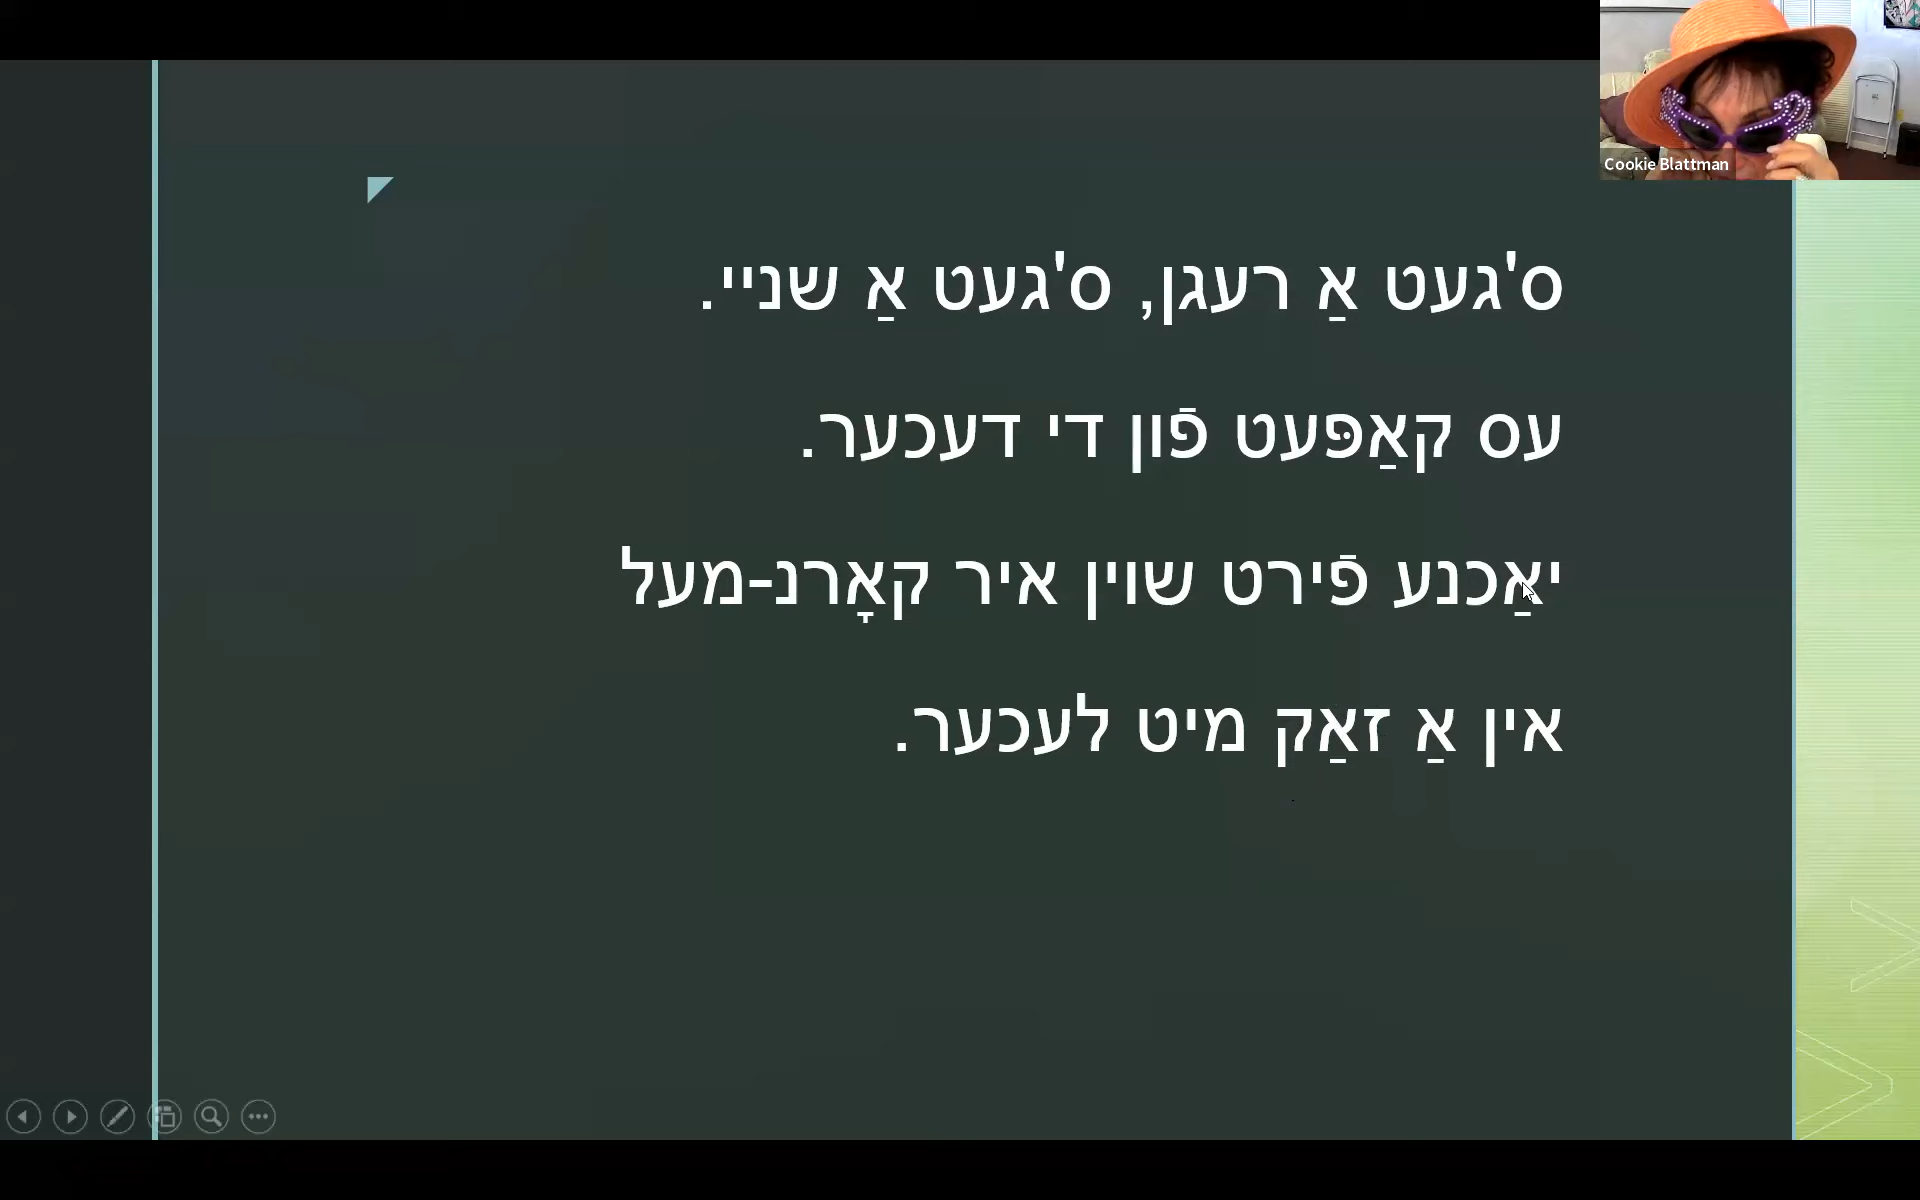 Cookie Blattman
ס'געט אַ רעגן, ס'געט אַ שניי.
עס קאַפּעט פֿון די דעכער.
יאַכנע פֿירט שוין איר קאָרנ-מעל
אין אַ זאַק מיט לעכער.